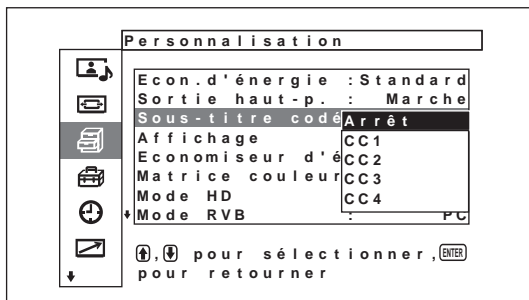 Personnalisation
Econ.d'énergie :Standard
Sortie haut-p. : Marche
Sous-titre codé
Arrêt
Affichage
CC1
Economiseur d'é
CC2
Matrice couleur
CC3
Mode HD
CC4
Mode RVB : PC
, pour sélectionner, ENTER
pour retourner